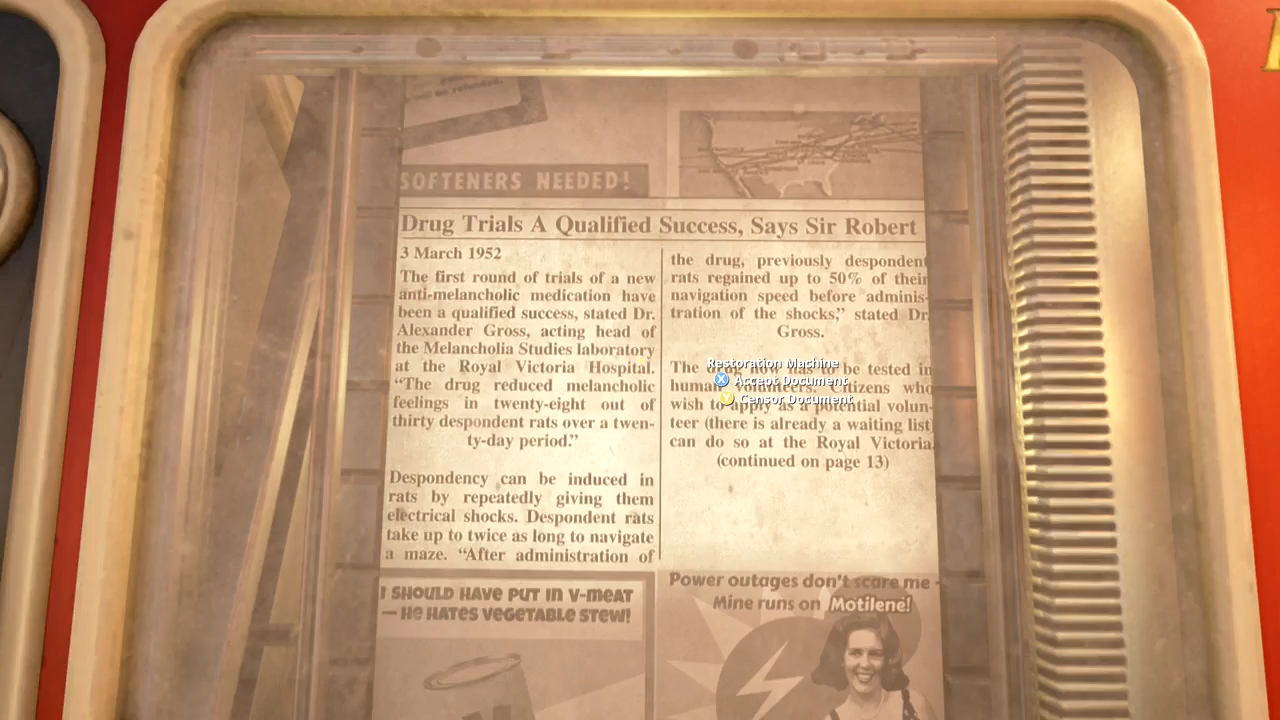 will be refunded.
SOFTENERS NEEDED!
Drug Trials A Qualified Success, Says Sir Robert
3 March 1952
The first round of trials of a new
anti-melancholic medication have
been a qualified success, stated Dr.
Alexander Gross, acting head of
the Melancholia Studies laboratory
at the Royal Victoria Hospital.
“The drug reduced melancholic
feelings in twenty-eight out of
thirty despondent rats over a twen-
ty-day period.”
Despondency can be induced in
rats by repeatedly giving them
electrical shocks. Despondent rats
take up to twice as long to navigate
a maze. “After administration of
the drug, previously despondent
rats regained up to 50% of their
navigation speed before adminis-
tration of the shocks,” stated Dr.
Gross.
The drug now has to be tested in
human volunteers. Citizens who
wish to apply as a potential volun-
teer (there is already a waiting list)
can do so at the Royal Victoria.
(continued on page 13)
Restoration Machine
X Accept Document
Y Censor Document
I SHOULD HAVE PUT IN V-MEAT
— HE HATES VEGETABLE STEW!
Power outages don't scare me -
Mine runs on Motilene!